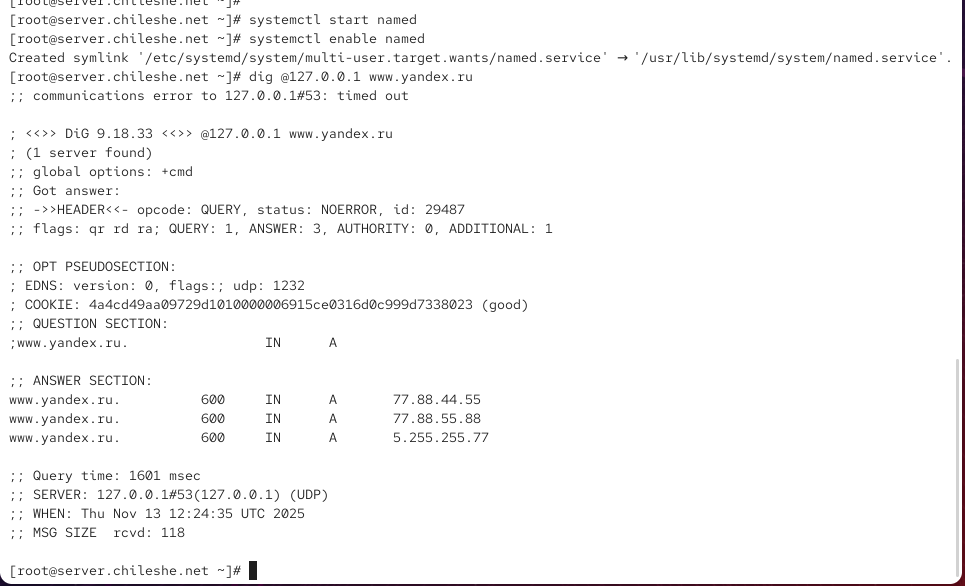 [root@server.chileshe.net ~]#
[root@server.chileshe.net ~]# systemctl start named
[root@server.chileshe.net ~]# systemctl enable named
Created symlink '/etc/systemd/system/multi-user.target.wants/named.service' → '/usr/lib/systemd/system/named.service'.
[root@server.chileshe.net ~]# dig @127.0.0.1 www.yandex.ru
;; communications error to 127.0.0.1#53: timed out

; <<>> DiG 9.18.33 <<>> @127.0.0.1 www.yandex.ru
; (1 server found)
;; global options: +cmd
;; Got answer:
;; ->>HEADER<<- opcode: QUERY, status: NOERROR, id: 29487
;; flags: qr rd ra; QUERY: 1, ANSWER: 3, AUTHORITY: 0, ADDITIONAL: 1

;; OPT PSEUDOSECTION:
; EDNS: version: 0, flags:; udp: 1232
; COOKIE: 4a4cd49aa09729d1010000006915ce0316d0c999d7338023 (good)
;; QUESTION SECTION:
;www.yandex.ru.                 IN      A

;; ANSWER SECTION:
www.yandex.ru.          600     IN      A       77.88.44.55
www.yandex.ru.          600     IN      A       77.88.55.88
www.yandex.ru.          600     IN      A       5.255.255.77

;; Query time: 1601 msec
;; SERVER: 127.0.0.1#53(127.0.0.1) (UDP)
;; WHEN: Thu Nov 13 12:24:35 UTC 2025
;; MSG SIZE  rcvd: 118

[root@server.chileshe.net ~]#